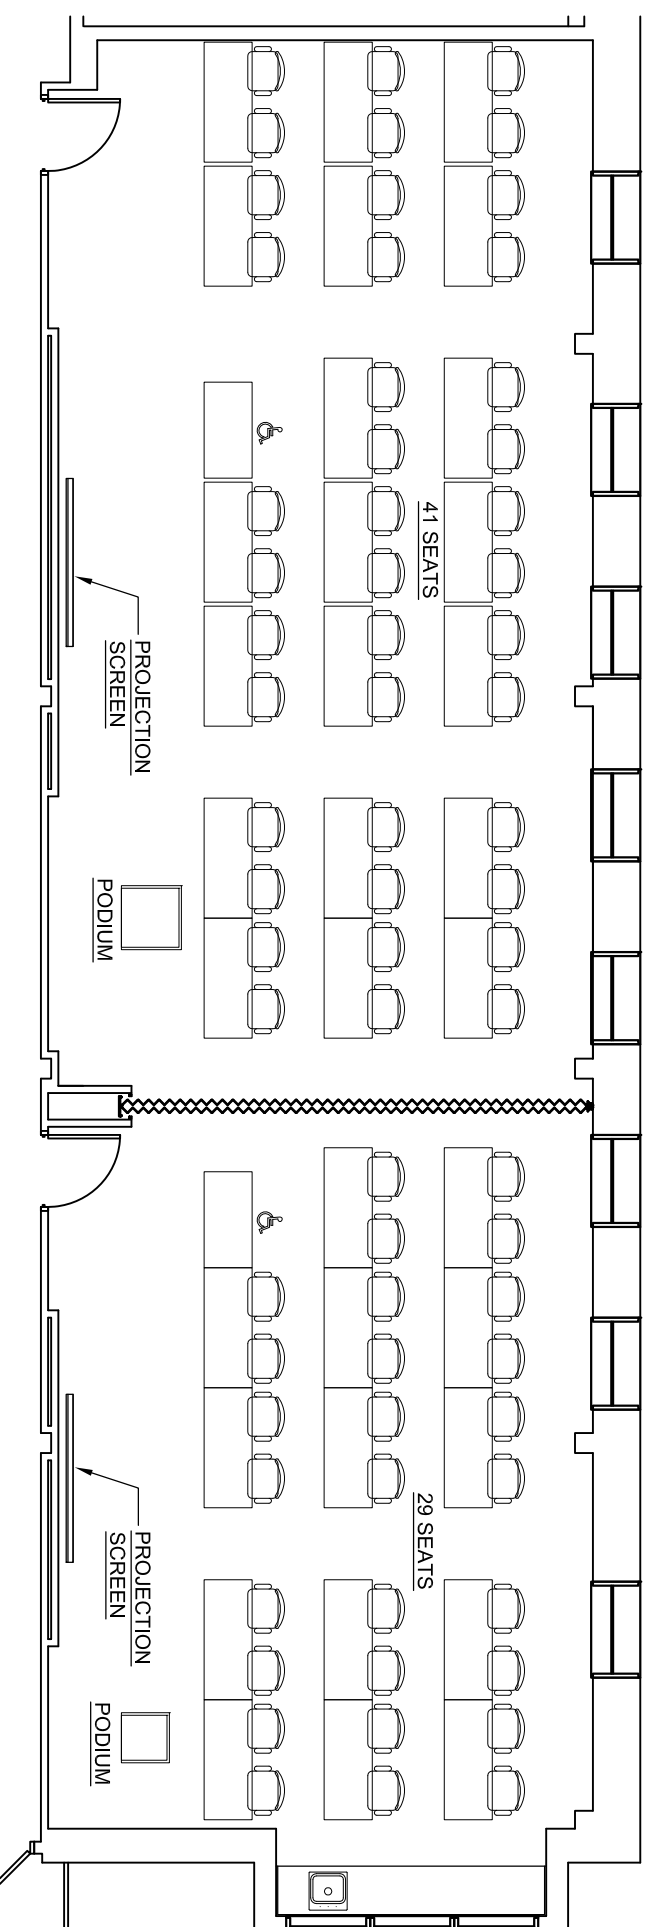 41 SEATS
PROJECTION
SCREEN
PODIUM
29 SEATS
PROJECTION
SCREEN
PODIUM